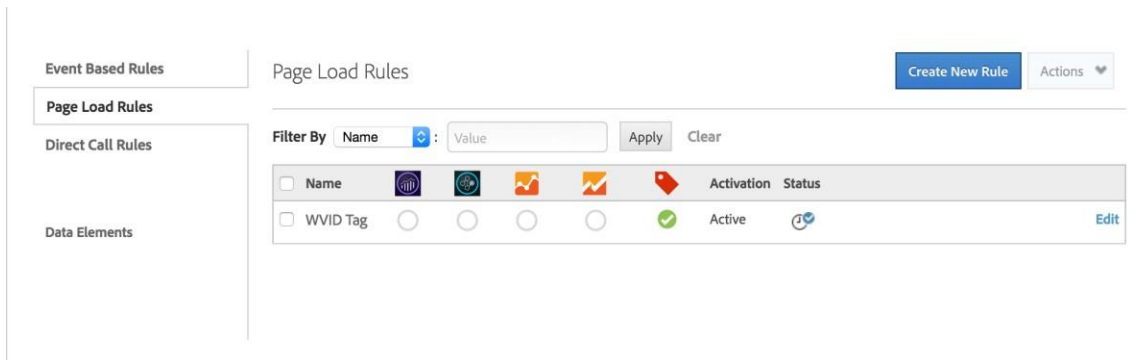 Event Based Rules
Page Load Rules
Direct Call Rules
Data Elements
Page Load Rules
Create New Rule
Actions
Filter By Name : Value Apply Clear
Name Activation Status
WVID Tag Active Edit